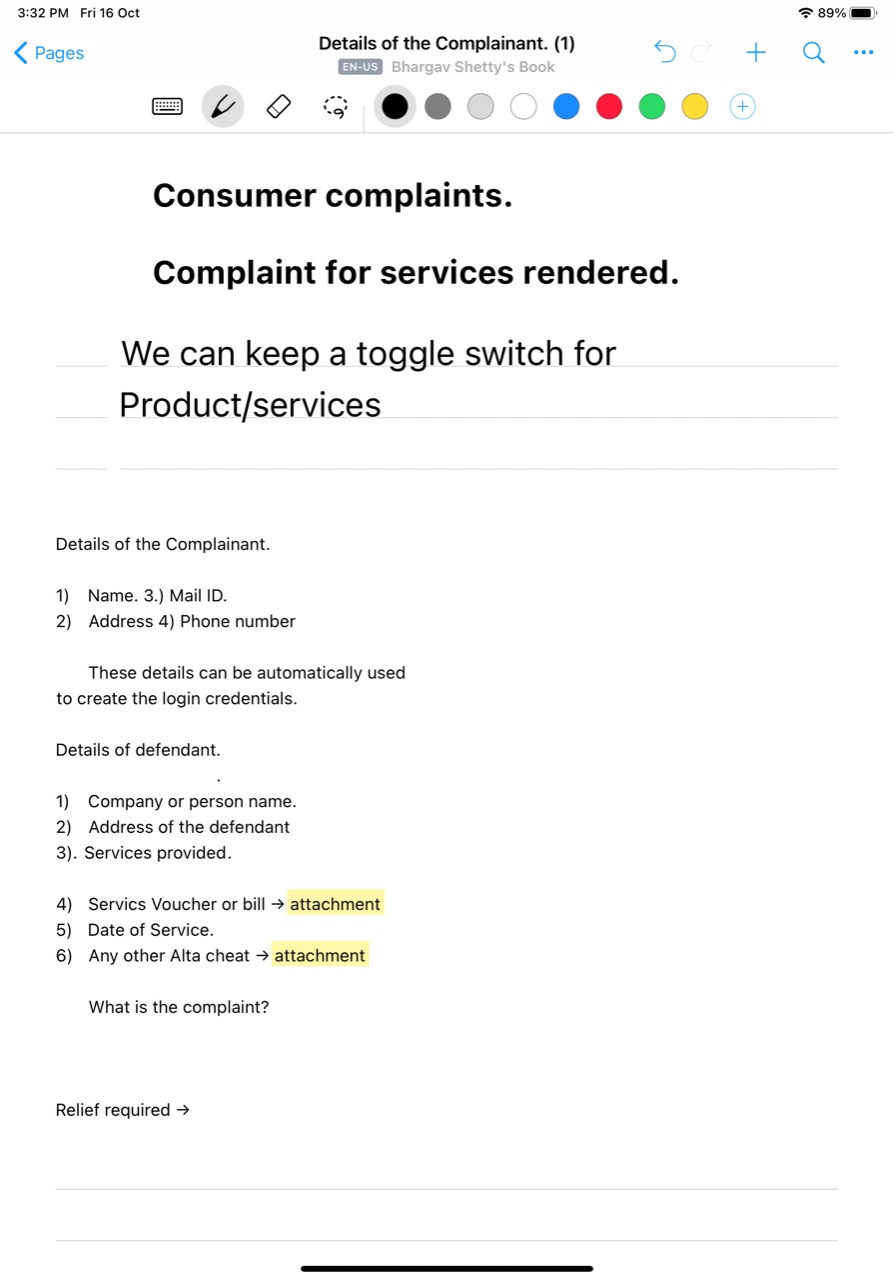 3:32 PM Fri 16 Oct 89%
Pages
Details of the Complainant. (1)
EN-US Bhargav Shetty's Book
Consumer complaints.
Complaint for services rendered.
We can keep a toggle switch for
Product/services
Details of the Complainant.
1) Name. 3.) Mail ID.
2) Address 4) Phone number
These details can be automatically used
to create the login credentials.
Details of defendant.
.
1) Company or person name.
2) Address of the defendant
3). Services provided.
4) Servics Voucher or bill → attachment
5) Date of Service.
6) Any other Alta cheat → attachment
What is the complaint?
Relief required →